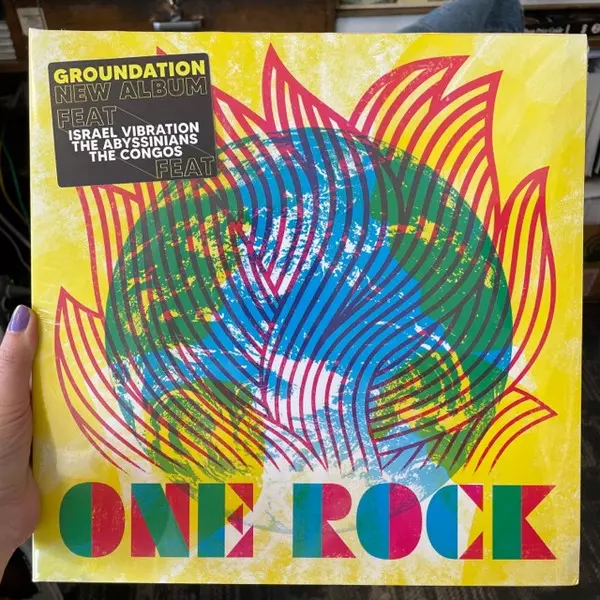 GROUNDATION
NEW ALBUM
FEAT
ISRAEL VIBRATION
THE ABYSSINIANS
THE CONGOS
FEAT
ONE ROCK